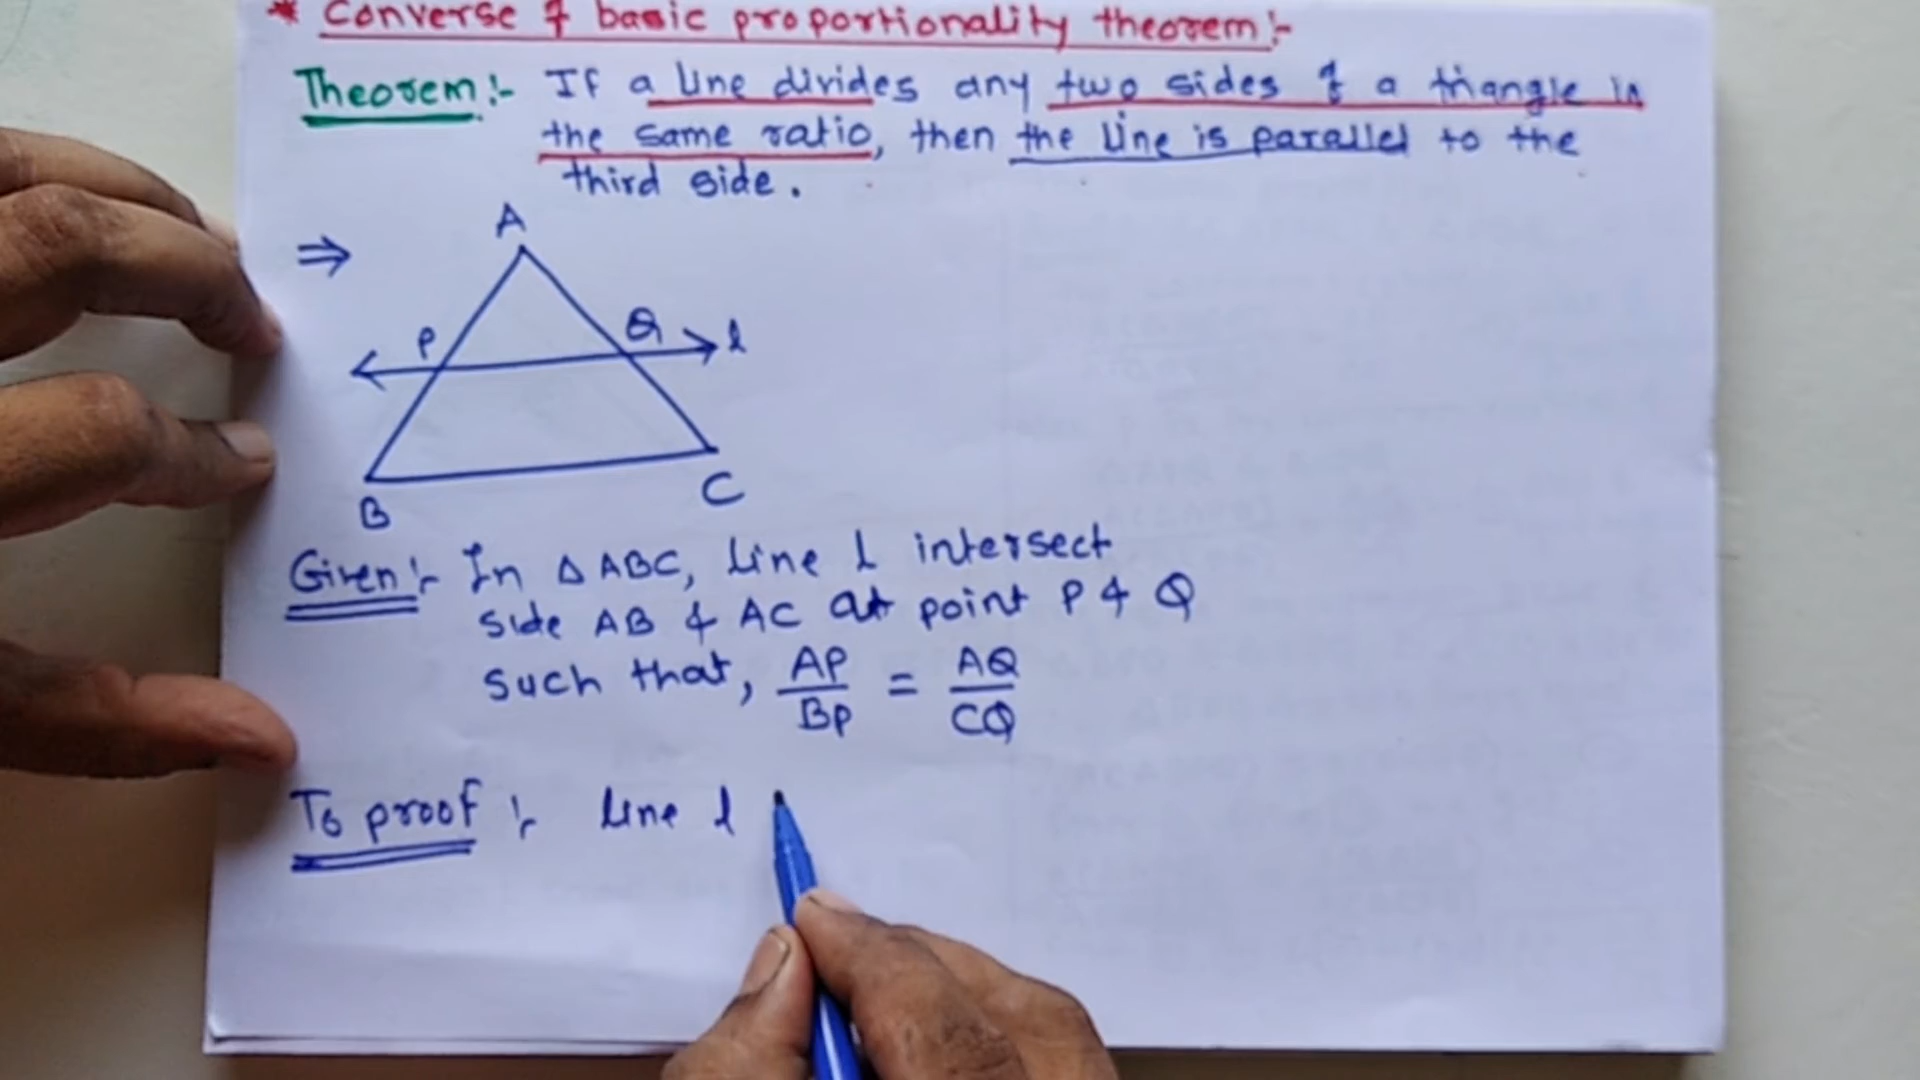 * Converse of basic proportionality theorem :-
Theorem :- If a line divides any two sides of a triangle in
the same ratio, then the line is parallel to the
third side.
⇒
A
P
Q
l
B
C
Given :- In △ABC, Line l intersect
side AB & AC at point P & Q
such that, AP/BP = AQ/CQ
To proof :- Line l